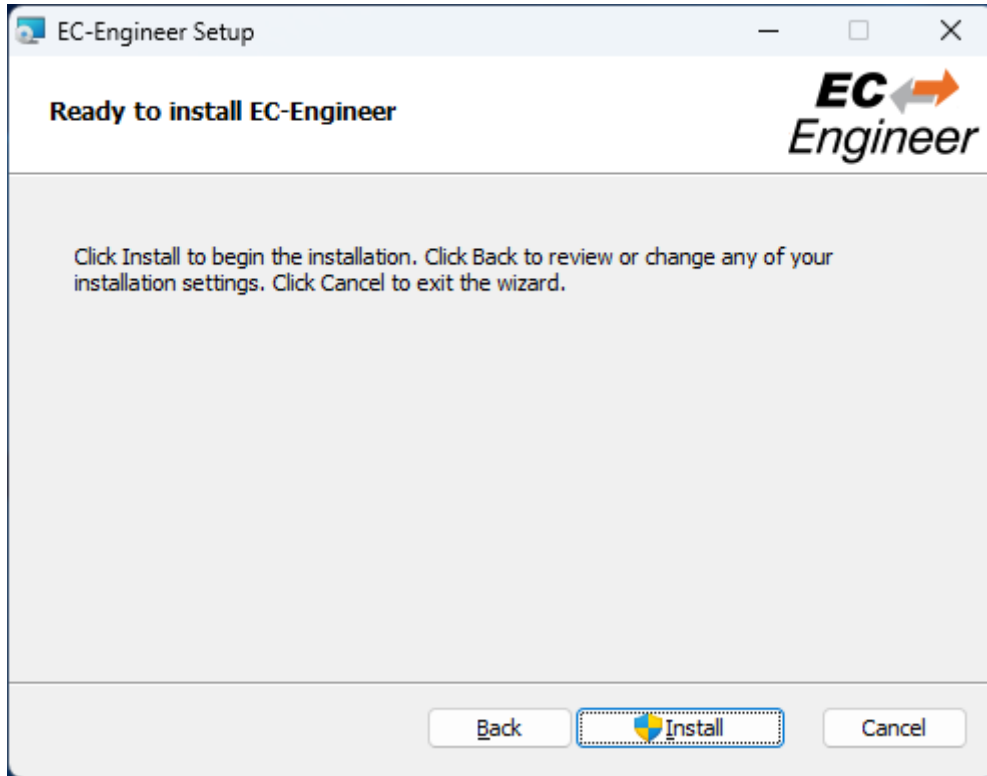 EC-Engineer Setup
Ready to install EC-Engineer
EC
Engineer
Click Install to begin the installation. Click Back to review or change any of your
installation settings. Click Cancel to exit the wizard.
Back Install Cancel